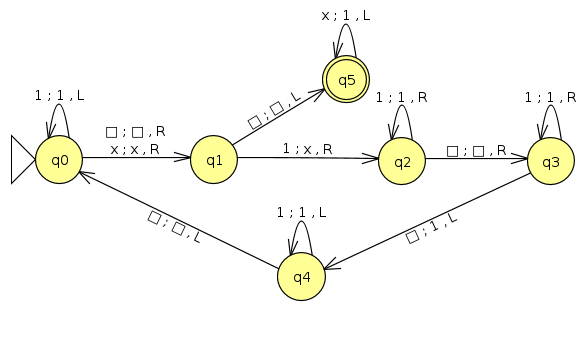 x ; 1 , L
q5
1 ; 1 , L
□ ; □ , L
1 ; 1 , R
1 ; 1 , R
□ ; □ , R
x ; x , R
1 ; x , R
□ ; □ , R
q0
q1
q2
q3
□ ; □ , L
1 ; 1 , L
□ ; 1 , L
q4